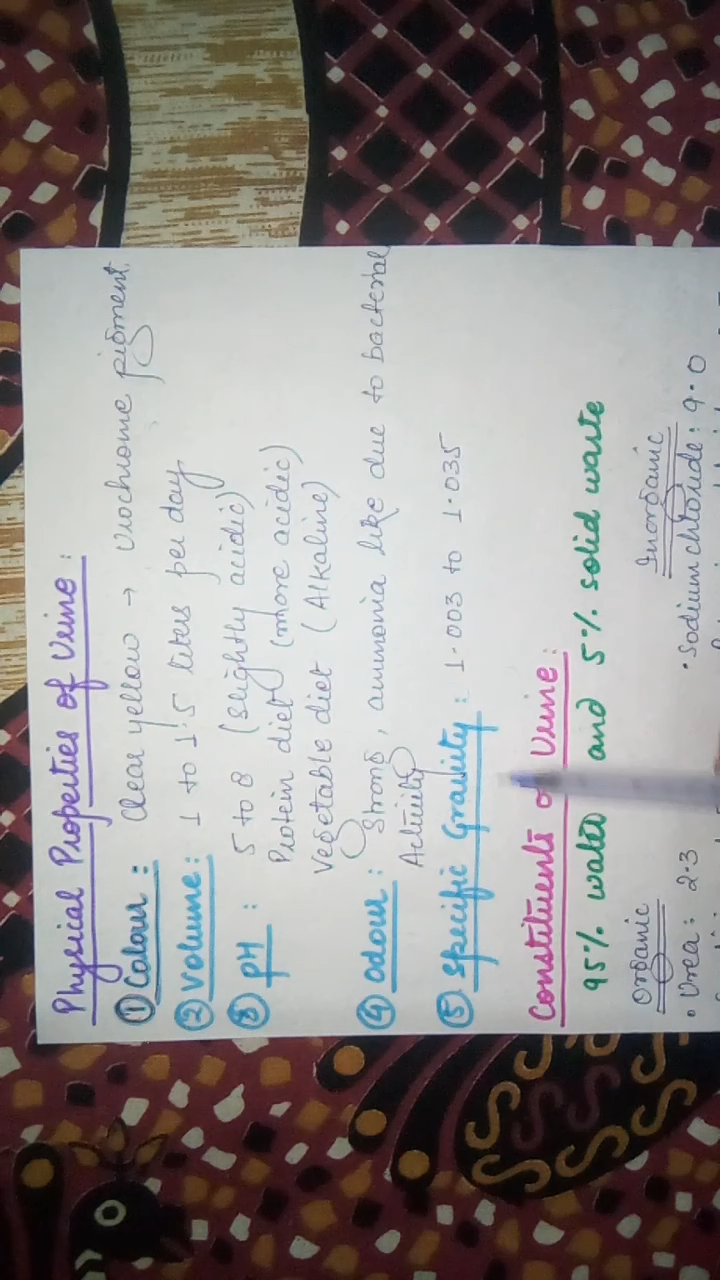 Physical Properties of Urine :
① Colour : Clear yellow → Urochrome pigment.
② Volume : 1 to 1.5 liters per day
③ pH : 5 to 8 (slightly acidic)
Protein diet (more acidic)
Vegetable diet (Alkaline)
④ Odour : Strong, ammonia like due to bacterial
Activity
⑤ Specific Gravity : 1.003 to 1.035
Constituents of Urine :
95% water and 5% solid waste
Organic Inorganic
• Urea : 2.3 • Sodium chloride : 9.0